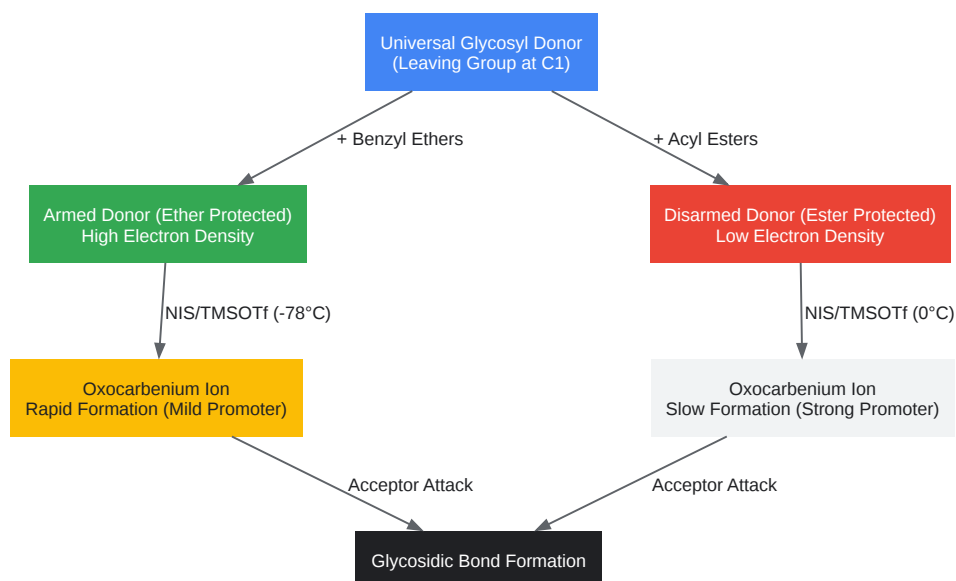 Universal Glycosyl Donor
(Leaving Group at C1)
+ Benzyl Ethers
+ Acyl Esters
Armed Donor (Ether Protected)
High Electron Density
Disarmed Donor (Ester Protected)
Low Electron Density
NIS/TMSOTf (-78°C)
NIS/TMSOTf (0°C)
Oxocarbenium Ion
Rapid Formation (Mild Promoter)
Oxocarbenium Ion
Slow Formation (Strong Promoter)
Acceptor Attack
Acceptor Attack
Glycosidic Bond Formation